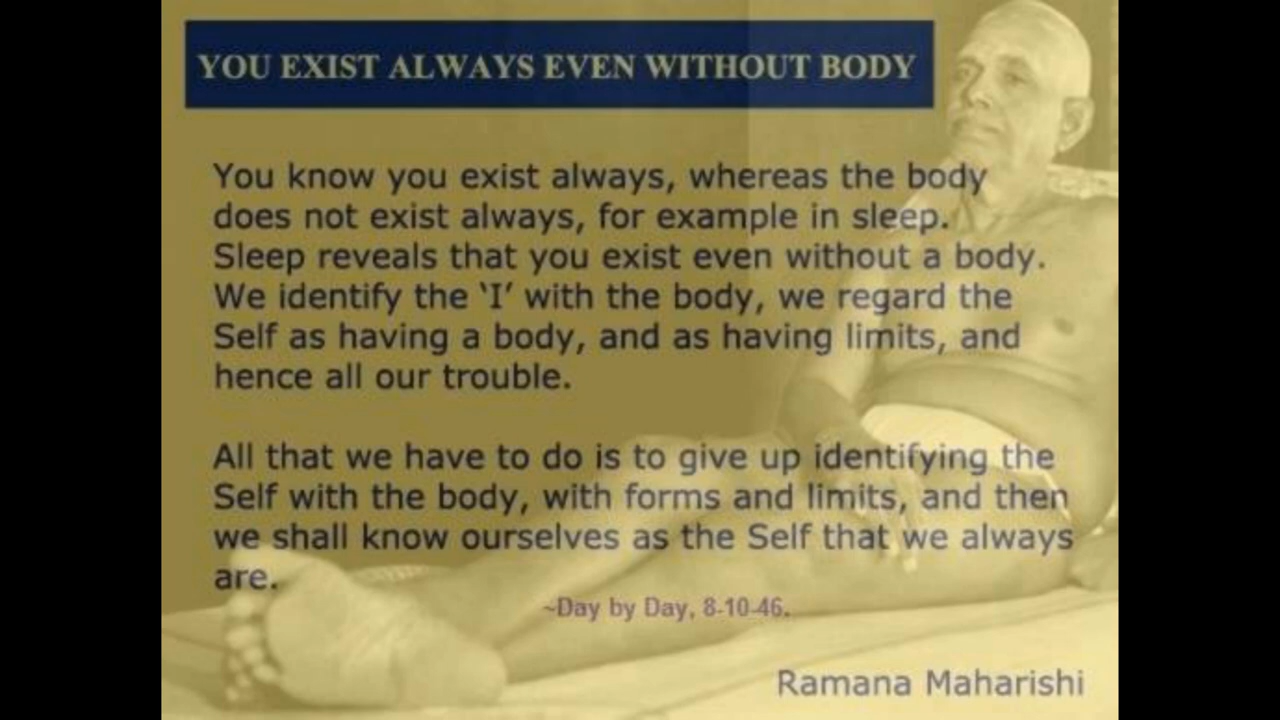 YOU EXIST ALWAYS EVEN WITHOUT BODY
You know you exist always, whereas the body
does not exist always, for example in sleep.
Sleep reveals that you exist even without a body.
We identify the ‘I’ with the body, we regard the
Self as having a body, and as having limits, and
hence all our trouble.
All that we have to do is to give up identifying the
Self with the body, with forms and limits, and then
we shall know ourselves as the Self that we always
are.
~Day by Day, 8-10-46.
Ramana Maharishi